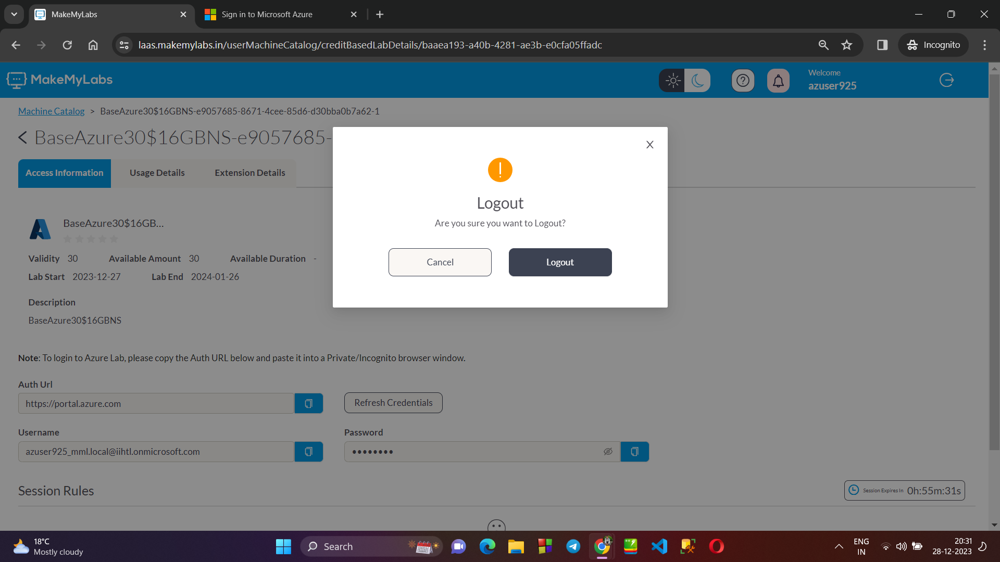 MakeMyLabs
Sign in to Microsoft Azure
laas.makemylabs.in/userMachineCatalog/creditBasedLabDetails/baaea193-a40b-4281-ae3b-e0cfa05ffadc
Incognito
MakeMyLabs
Welcome
azuser925
Machine Catalog > BaseAzure30$16GBNS-e9057685-8671-4cee-85d6-d30bba0b7a62-1
BaseAzure30$16GBNS-e9057685-
Access Information
Usage Details
Extension Details
Logout
Are you sure you want to Logout?
Cancel
Logout
BaseAzure30$16GB...
Validity 30 Available Amount 30 Available Duration -
Lab Start 2023-12-27 Lab End 2024-01-26
Description
BaseAzure30$16GBNS
Note: To login to Azure Lab, please copy the Auth URL below and paste it into a Private/Incognito browser window.
Auth Url
https://portal.azure.com
Refresh Credentials
Username
Password
azuser925_mml.local@iihtl.onmicrosoft.com
••••••••
Session Rules
Session Expires In 0h:55m:31s
18°C
Mostly cloudy
Search
ENG
IN
20:31
28-12-2023